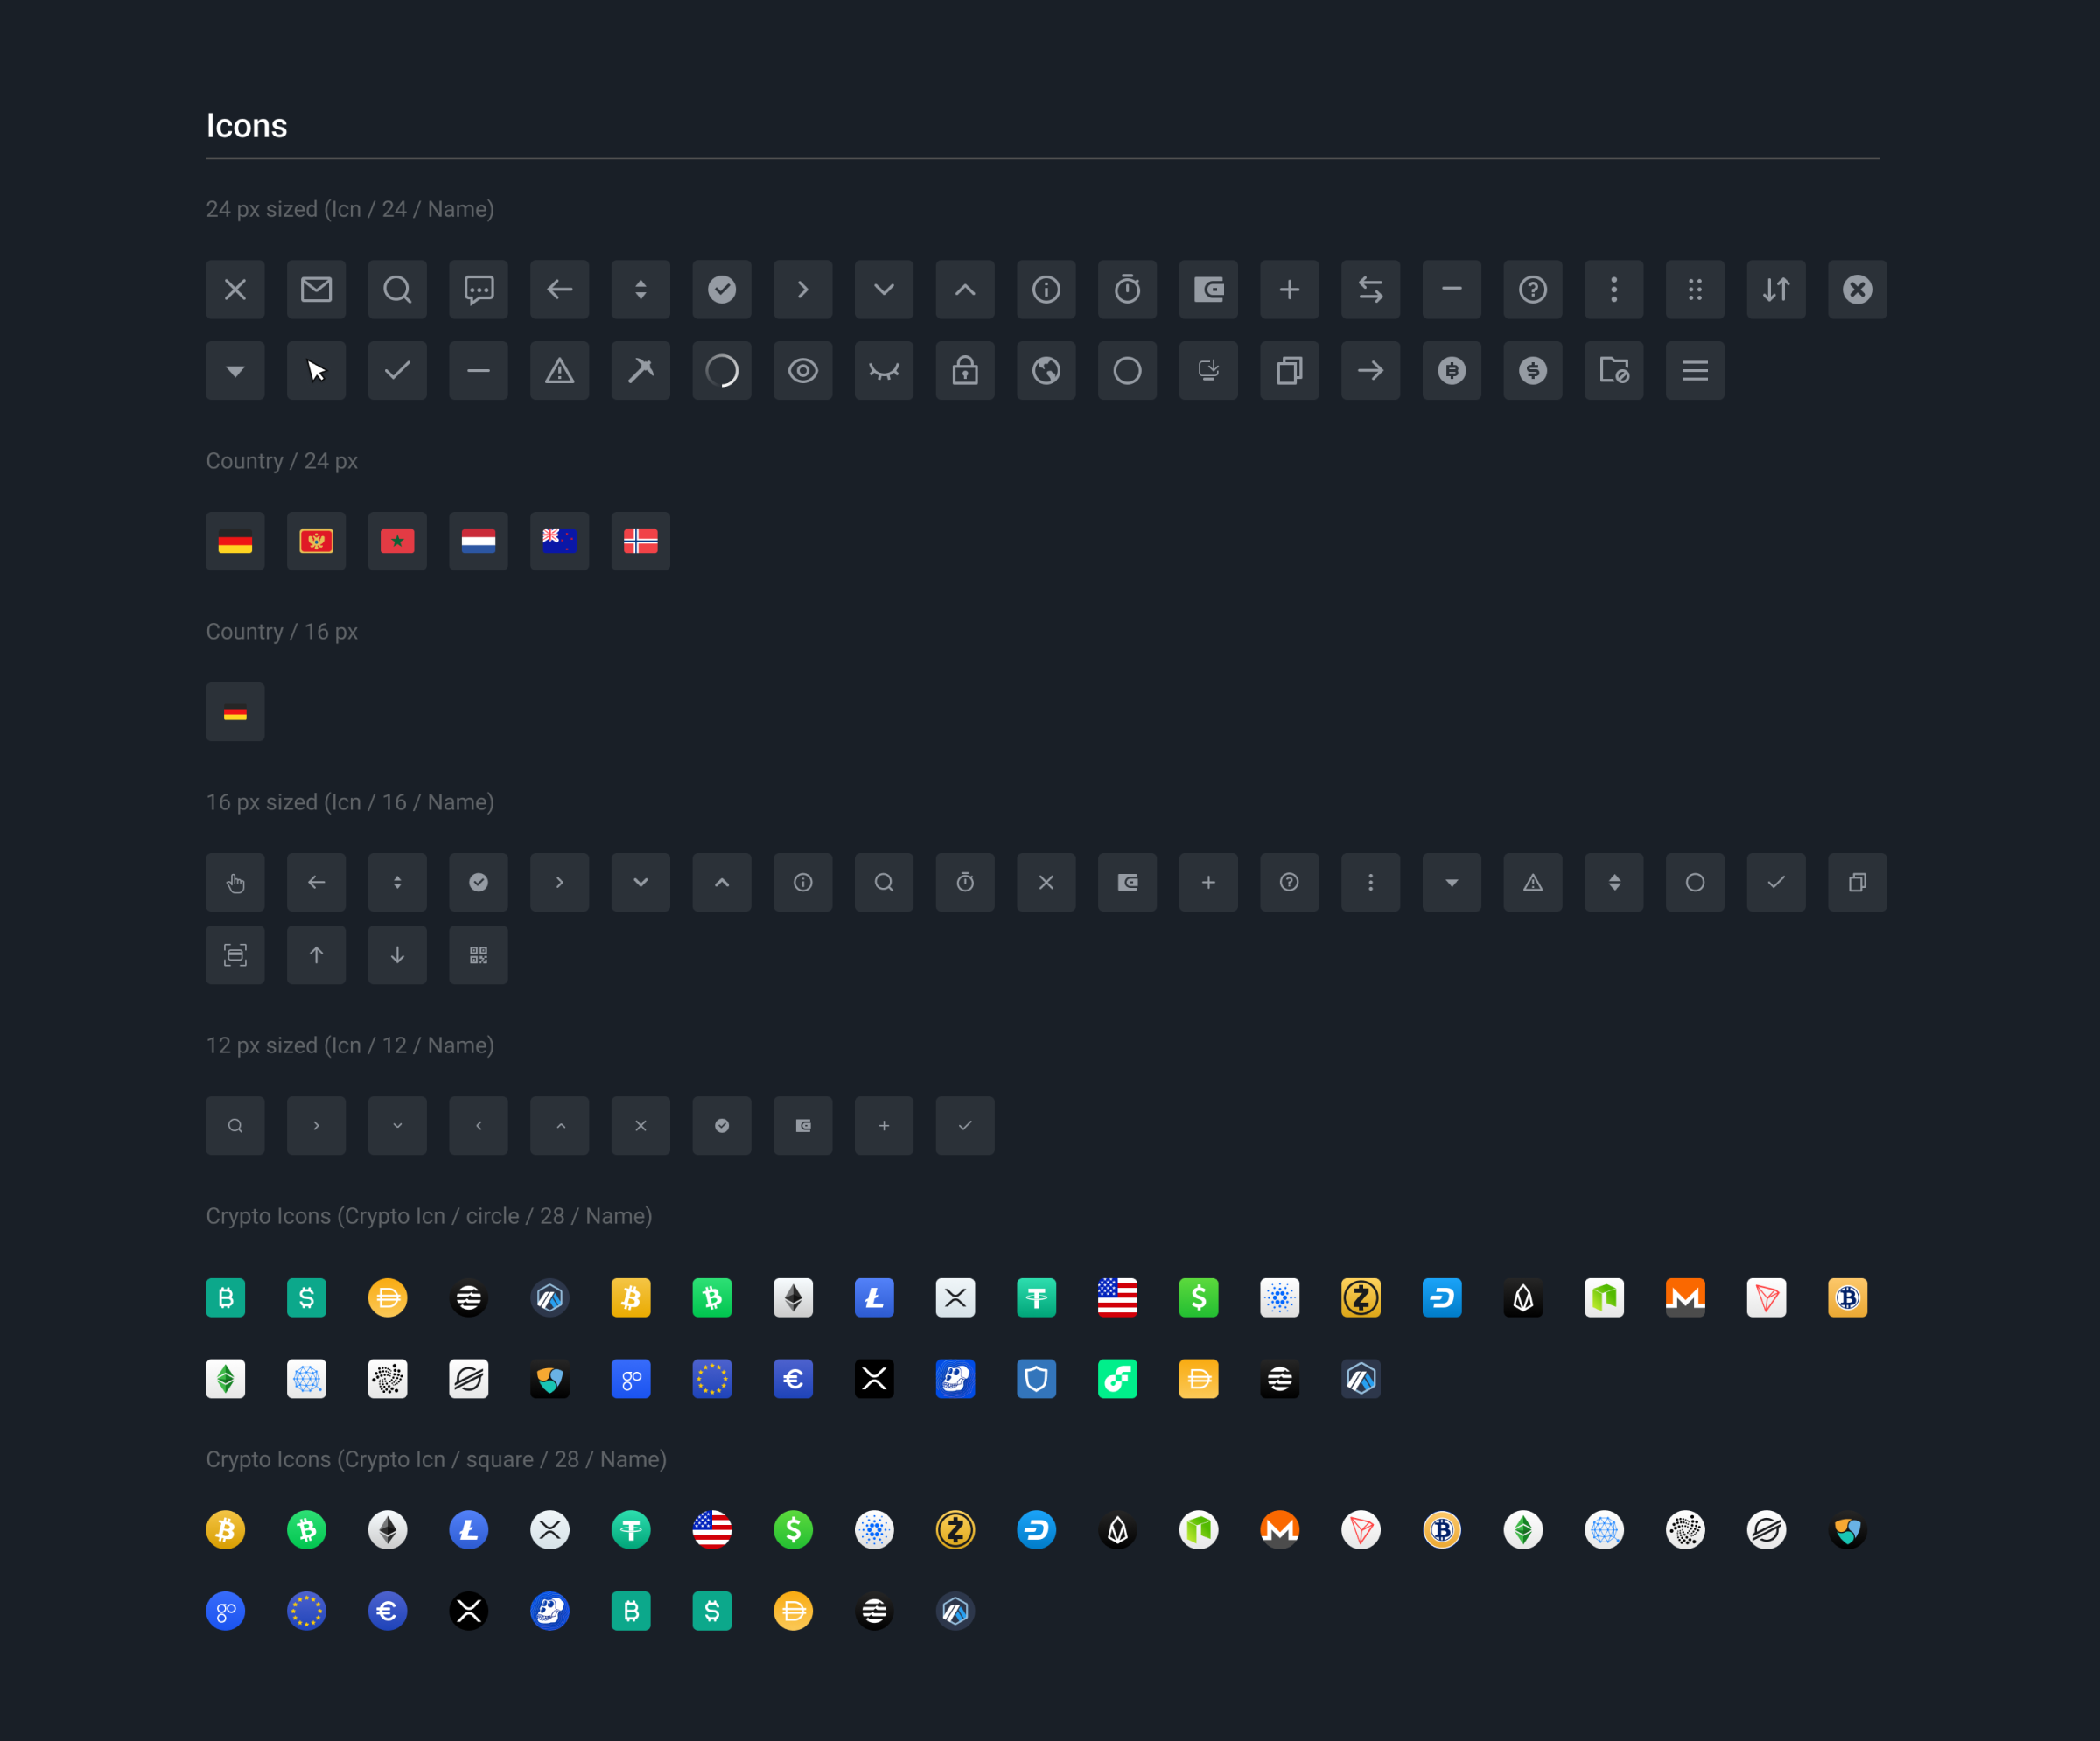 Icons
24 px sized (Icn / 24 / Name)
Country / 24 px
Country / 16 px
16 px sized (Icn / 16 / Name)
12 px sized (Icn / 12 / Name)
Crypto Icons (Crypto Icn / circle / 28 / Name)
Crypto Icons (Crypto Icn / square / 28 / Name)